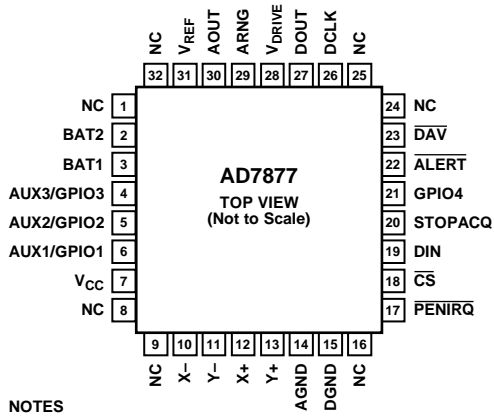 NC
VREF
AOUT
ARNG
VDRIVE
DOUT
DCLK
NC
32 31 30 29 28 27 26 25
NC 1
BAT2 2
BAT1 3
AUX3/GPIO3 4
AUX2/GPIO2 5
AUX1/GPIO1 6
VCC 7
NC 8
AD7877
TOP VIEW
(Not to Scale)
24 NC
23 DAV
22 ALERT
21 GPIO4
20 STOPACQ
19 DIN
18 CS
17 PENIRQ
9 10 11 12 13 14 15 16
NC
X–
Y–
X+
Y+
AGND
DGND
NC
NOTES